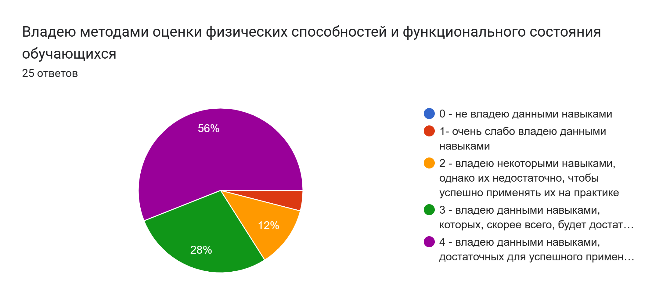 Владею методами оценки физических способностей и функционального состояния
обучающихся
25 ответов
56%
12%
28%
0 - не владею данными навыками
1- очень слабо владею данными
навыками
2 - владею некоторыми навыками,
однако их недостаточно, чтобы
успешно применять их на практике
3 - владею данными навыками,
которых, скорее всего, будет достат…
4 - владею данными навыками,
достаточных для успешного примен…